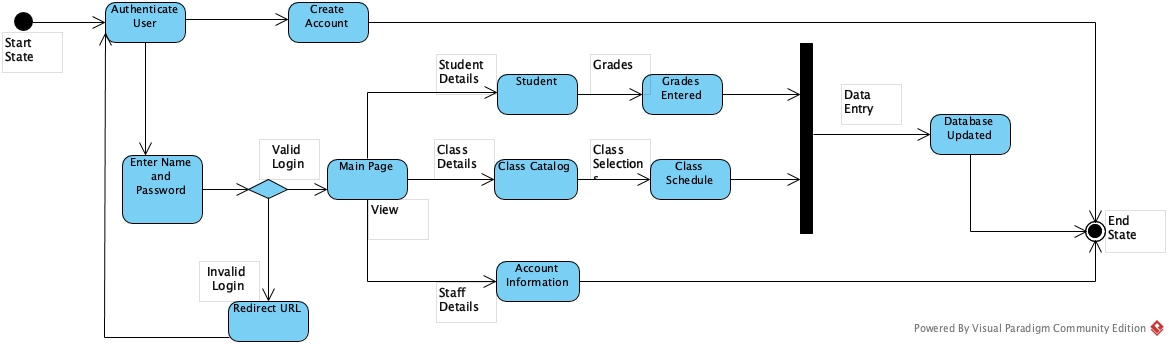 Authenticate
User
Create
Account
Start
State
Student
Details
Student
Grades
Grades
Entered
Data
Entry
Database
Updated
Enter Name
and
Password
Valid
Login
Main Page
View
Class
Details
Class Catalog
Class
Selection
s
Class
Schedule
End
State
Invalid
Login
Redirect URL
Account
Information
Staff
Details
Powered By Visual Paradigm Community Edition